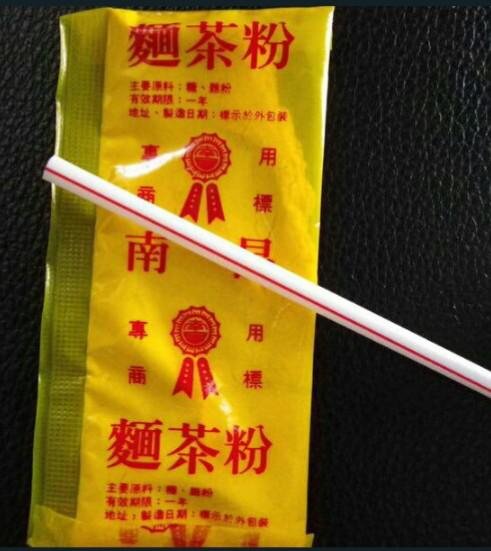 麵茶粉
主要原料：糖、麵粉
有效期限：一年
地址、製造日期：標示於外包裝
專 用
商 標
南 昌
專 用
商 標
麵茶粉
主要原料：糖、麵粉
有效期限：一年
地址、製造日期：標示於外包裝